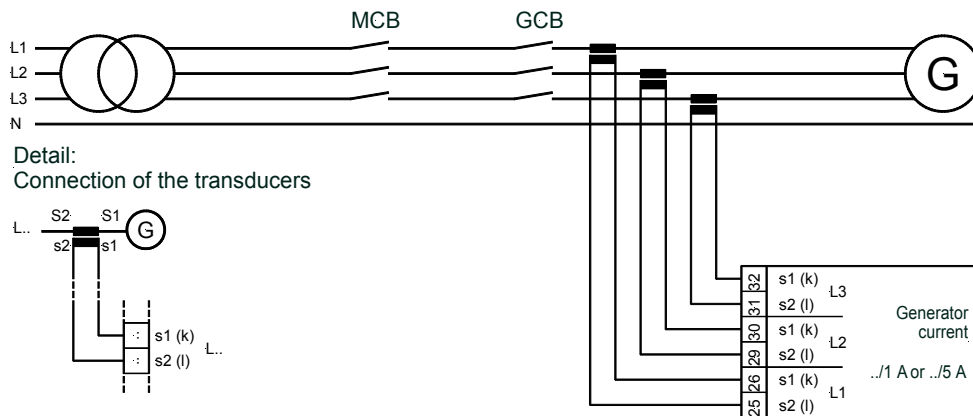 MCB GCB
L1
L2
G
L3
N
Detail:
Connection of the transducers
S2 S1
L.. G
s2 s1
s1 (k)
L..
s2 (l)
32 s1 (k)
L3
31 s2 (l)
30 s1 (k)
L2
29 s2 (l)
26 s1 (k)
L1
25 s2 (l)
Generator
current
../1 A or ../5 A